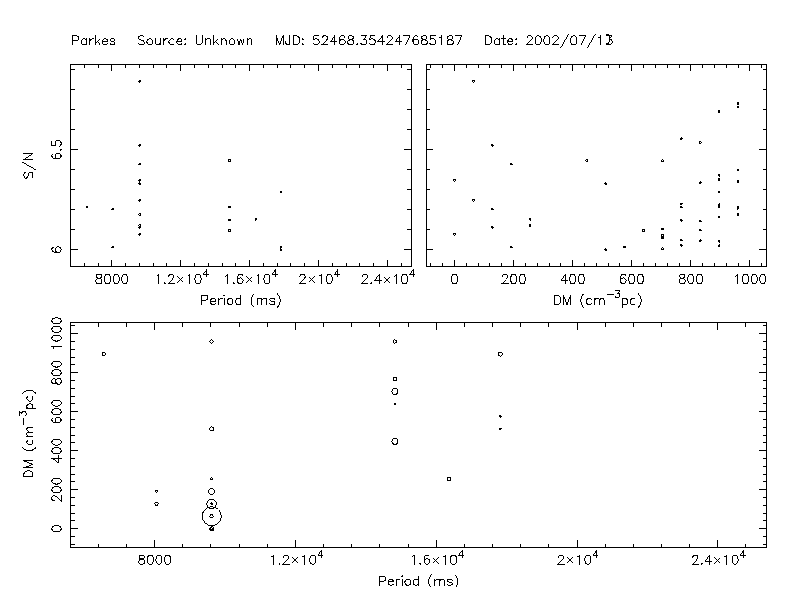 Parkes Source: Unknown MJD: 52468.354247685187 Date: 2002/07/13
S/N
6.5
6
8000 1.2×10⁴ 1.6×10⁴ 2×10⁴ 2.4×10⁴
Period (ms)
0 200 400 600 800 1000
DM (cm⁻³pc)
DM (cm⁻³pc)
1000
800
600
400
200
0
8000 1.2×10⁴ 1.6×10⁴ 2×10⁴ 2.4×10⁴
Period (ms)